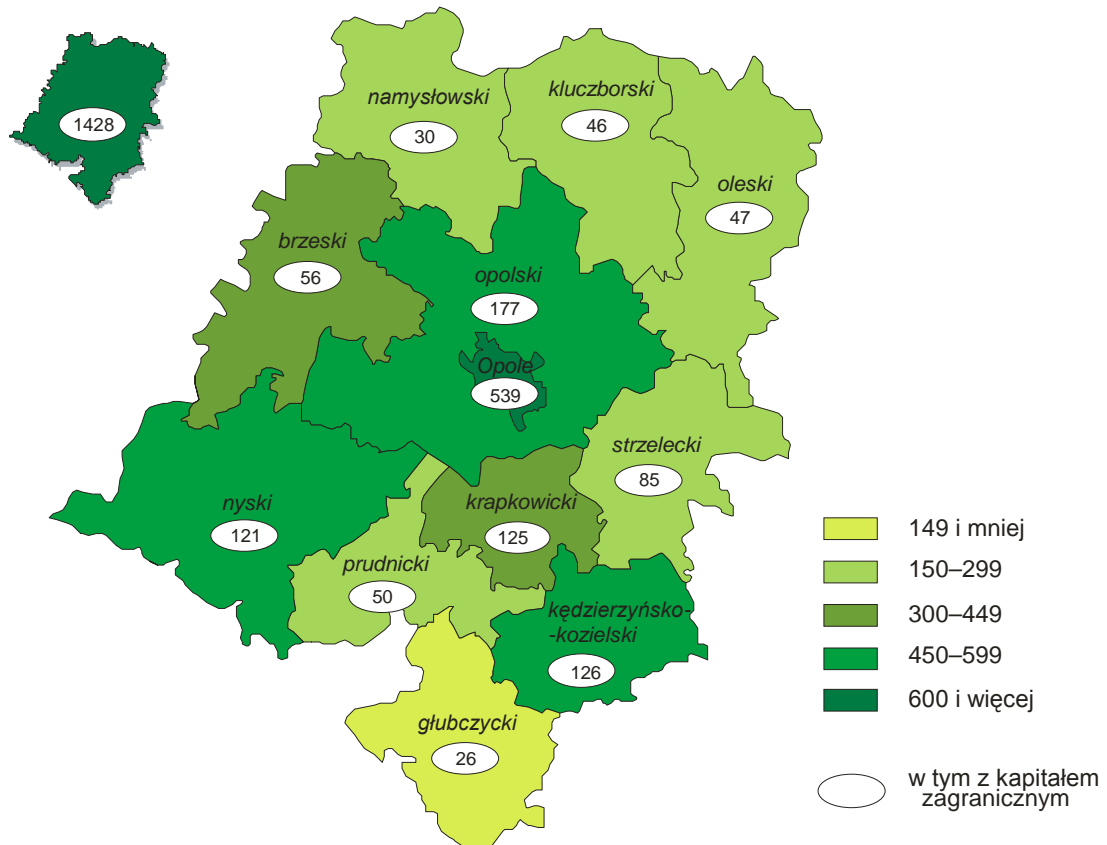 1428
namysłowski
30
kluczborski
46
oleski
47
brzeski
56
opolski
177
Opole
539
strzelecki
85
nyski
121
krapkowicki
125
prudnicki
50
kędzierzyńsko-
-kozielski
126
głubczycki
26
149 i mniej
150–299
300–449
450–599
600 i więcej
w tym z kapitałem
zagranicznym